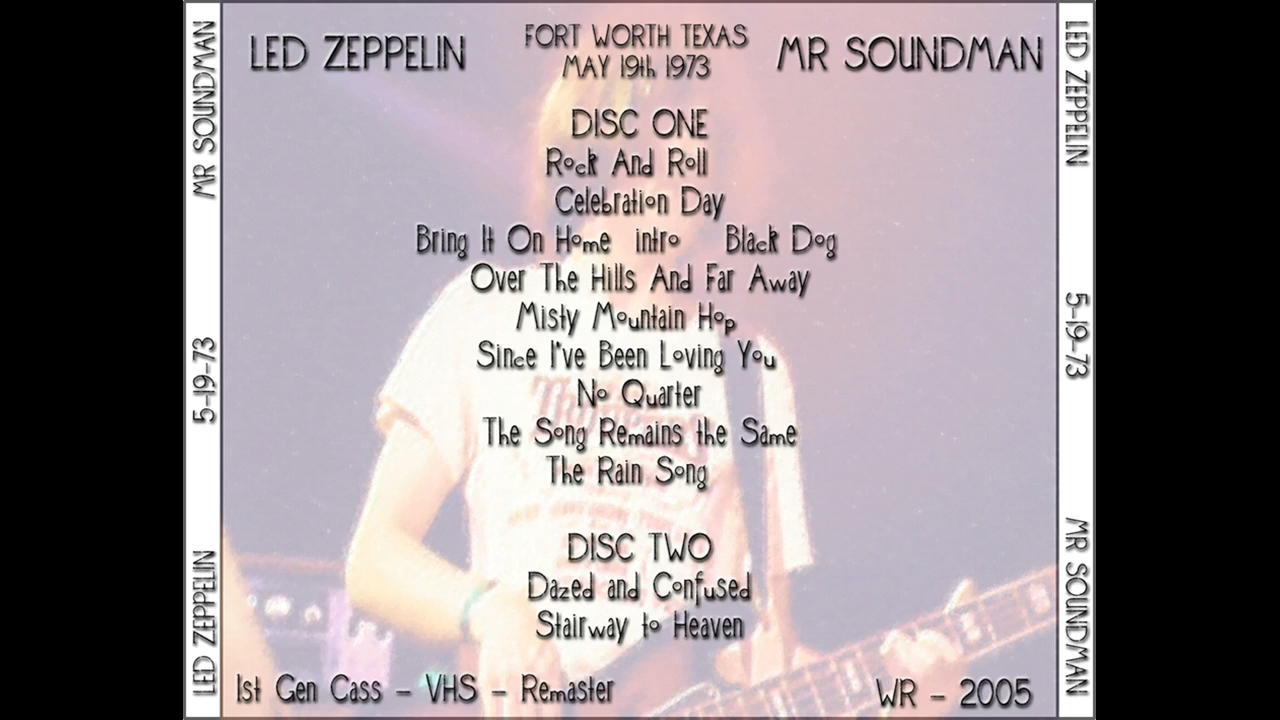 LED ZEPPELIN
FORT WORTH TEXAS
MAY 19th 1973
MR SOUNDMAN
DISC ONE
Rock And Roll
Celebration Day
Bring It On Home intro Black Dog
Over The Hills And Far Away
Misty Mountain Hop
Since I've Been Loving You
No Quarter
The Song Remains the Same
The Rain Song
DISC TWO
Dazed and Confused
Stairway to Heaven
1st Gen Cass - VHS - Remaster
WR - 2005
LED ZEPPELIN 5-19-73 MR SOUNDMAN
LED ZEPPELIN 5-19-73 MR SOUNDMAN